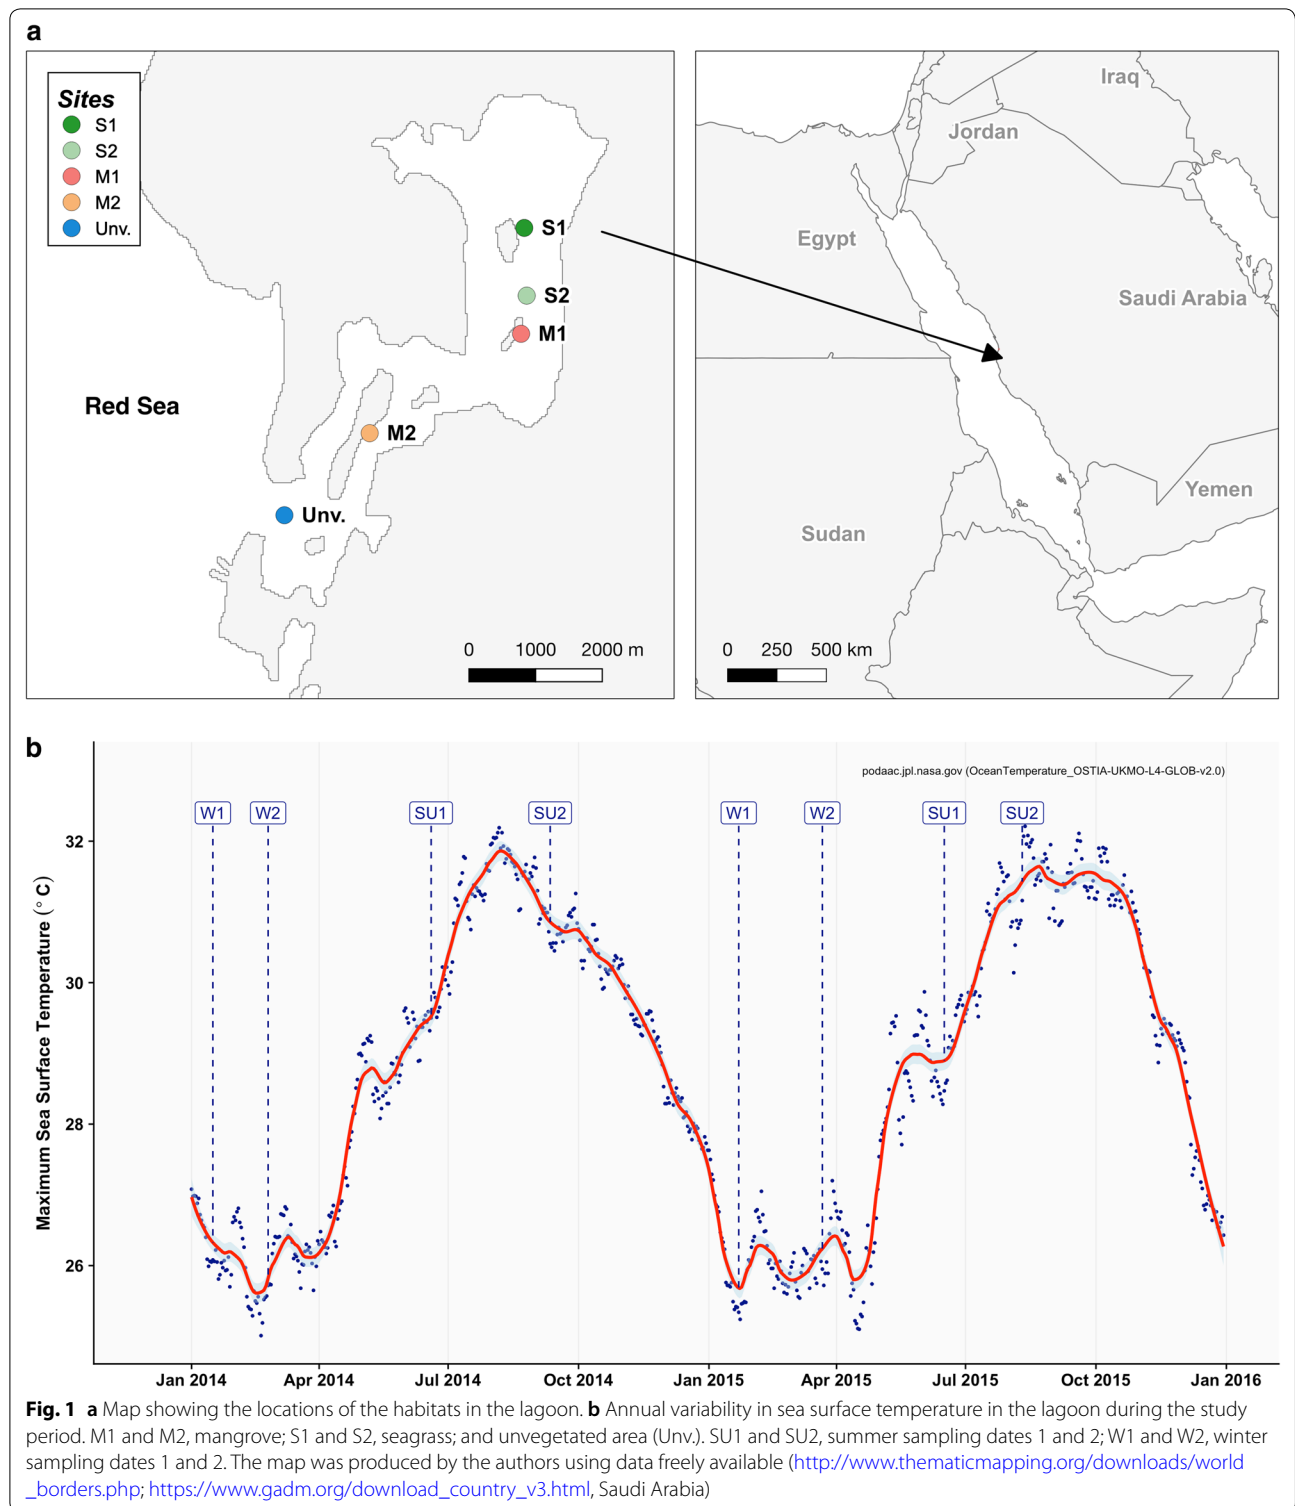 a
Sites
S1
S2
M1
M2
Unv.
S1
S2
M1
M2
Unv.
Red Sea
0 1000 2000 m
Iraq
Jordan
Egypt
Saudi Arabia
Yemen
Sudan
0 250 500 km
b
podaac.jpl.nasa.gov (OceanTemperature_OSTIA-UKMO-L4-GLOB-v2.0)
W1 W2 SU1 SU2 W1 W2 SU1 SU2
Maximum Sea Surface Temperature (°C)
32
30
28
26
Jan 2014 Apr 2014 Jul 2014 Oct 2014 Jan 2015 Apr 2015 Jul 2015 Oct 2015 Jan 2016
Fig. 1 a Map showing the locations of the habitats in the lagoon. b Annual variability in sea surface temperature in the lagoon during the study
period. M1 and M2, mangrove; S1 and S2, seagrass; and unvegetated area (Unv.). SU1 and SU2, summer sampling dates 1 and 2; W1 and W2, winter
sampling dates 1 and 2. The map was produced by the authors using data freely available (http://www.thematicmapping.org/downloads/world
_borders.php; https://www.gadm.org/download_country_v3.html, Saudi Arabia)